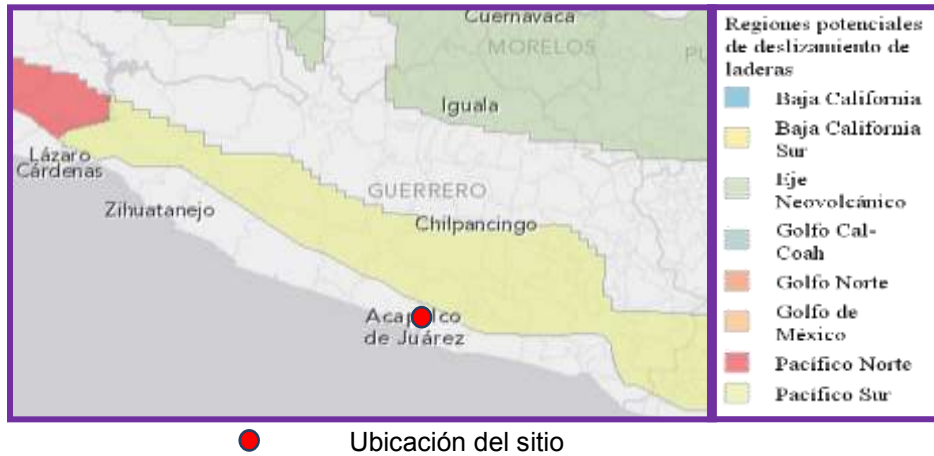 Cuernavaca
MORELOS
PU
Iguala
Lázaro
Cárdenas
GUERRERO
Zihuatanejo
Chilpancingo
Acapulco
de Juárez
Regiones potenciales
de deslizamiento de
laderas
Baja California
Baja California
Sur
Eje
Neovolcánico
Golfo Cal-
Coah
Golfo Norte
Golfo de
México
Pacífico Norte
Pacífico Sur
Ubicación del sitio